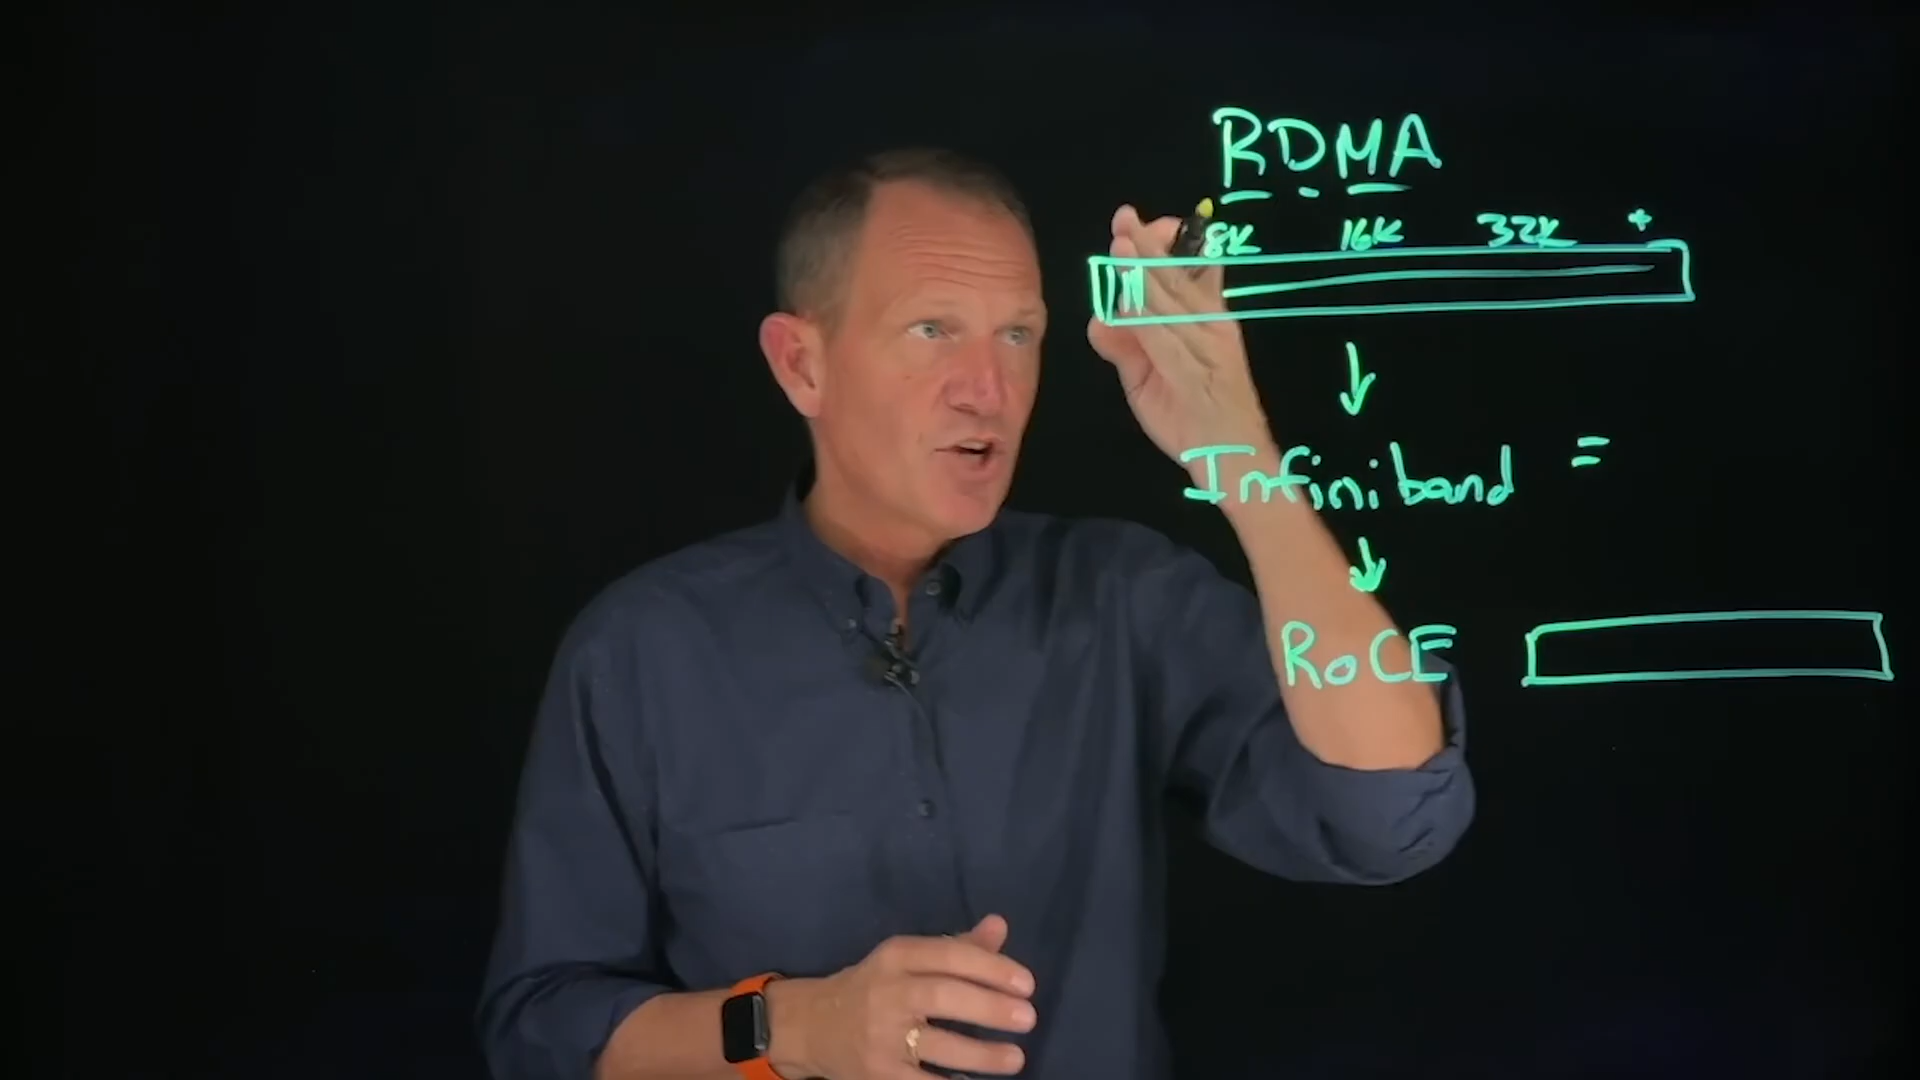 RDMA
8K 16K 32K +
↓
Infiniband =
↓
RoCE